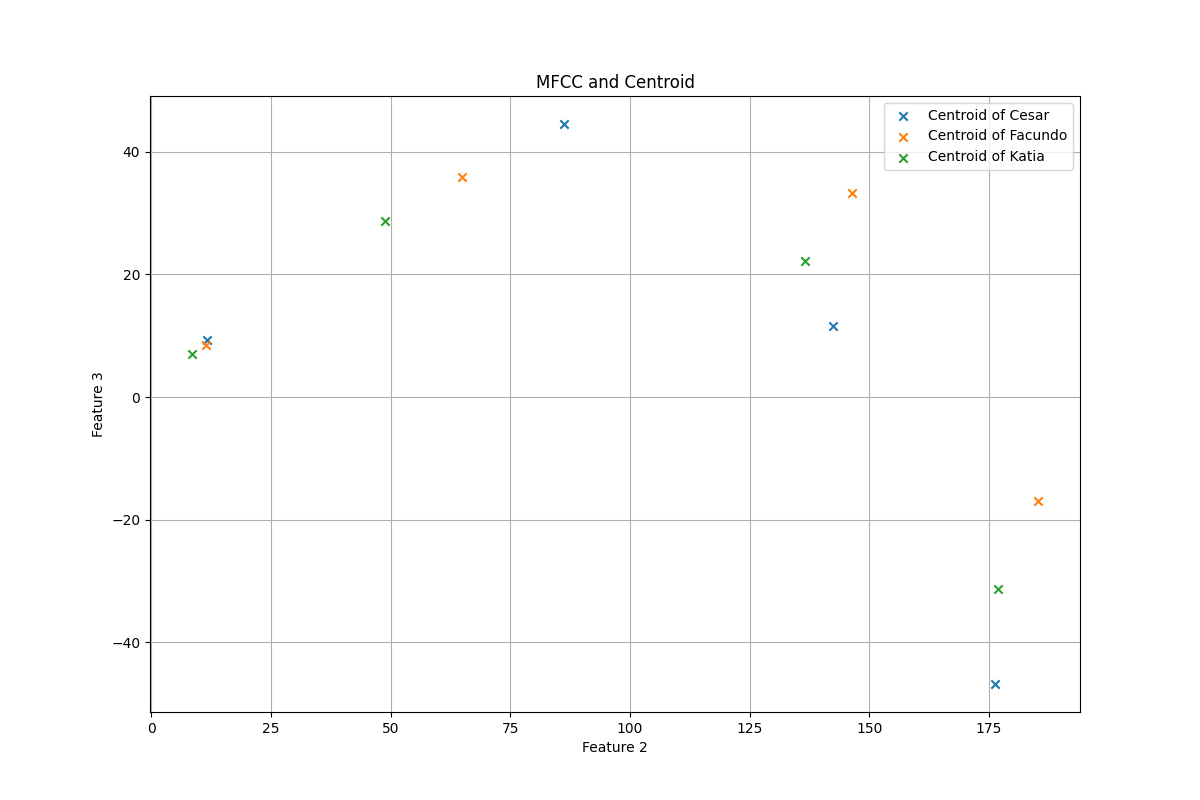 MFCC and Centroid
Centroid of Cesar
Centroid of Facundo
Centroid of Katia
40
20
0
−20
−40
Feature 3
0 25 50 75 100 125 150 175
Feature 2